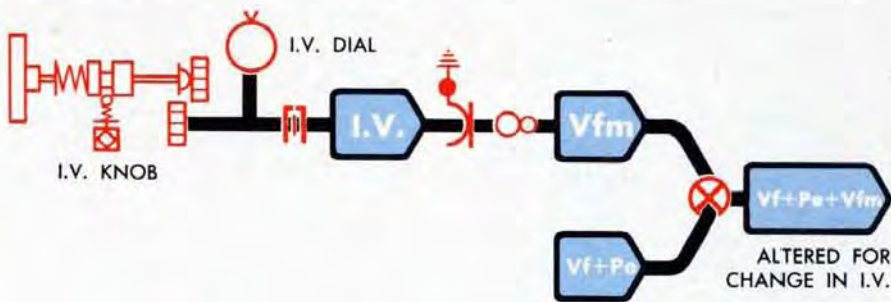 I.V. DIAL
I.V. KNOB
I.V.
Vfm
Vf+Pe
Vf+Pe+Vfm
ALTERED FOR
CHANGE IN I.V.